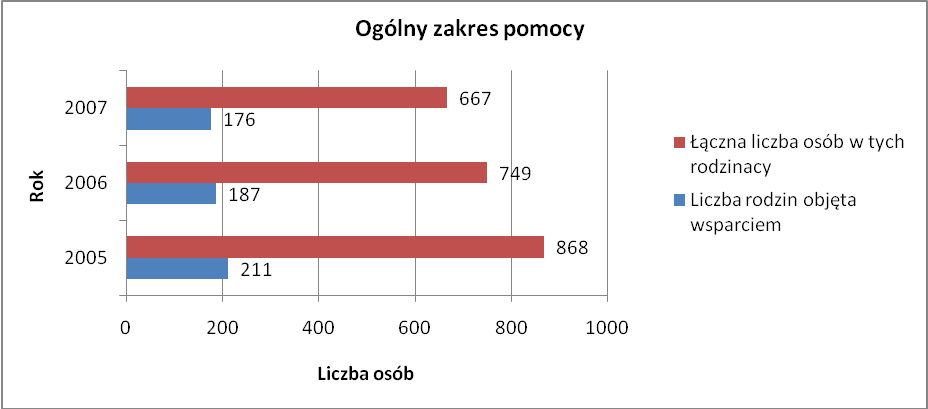 Ogólny zakres pomocy
2007
667
176
2006
749
187
2005
868
211
Rok
0 200 400 600 800 1000
Liczba osób
Łączna liczba osób w tych
rodzinacy
Liczba rodzin objęta
wsparciem